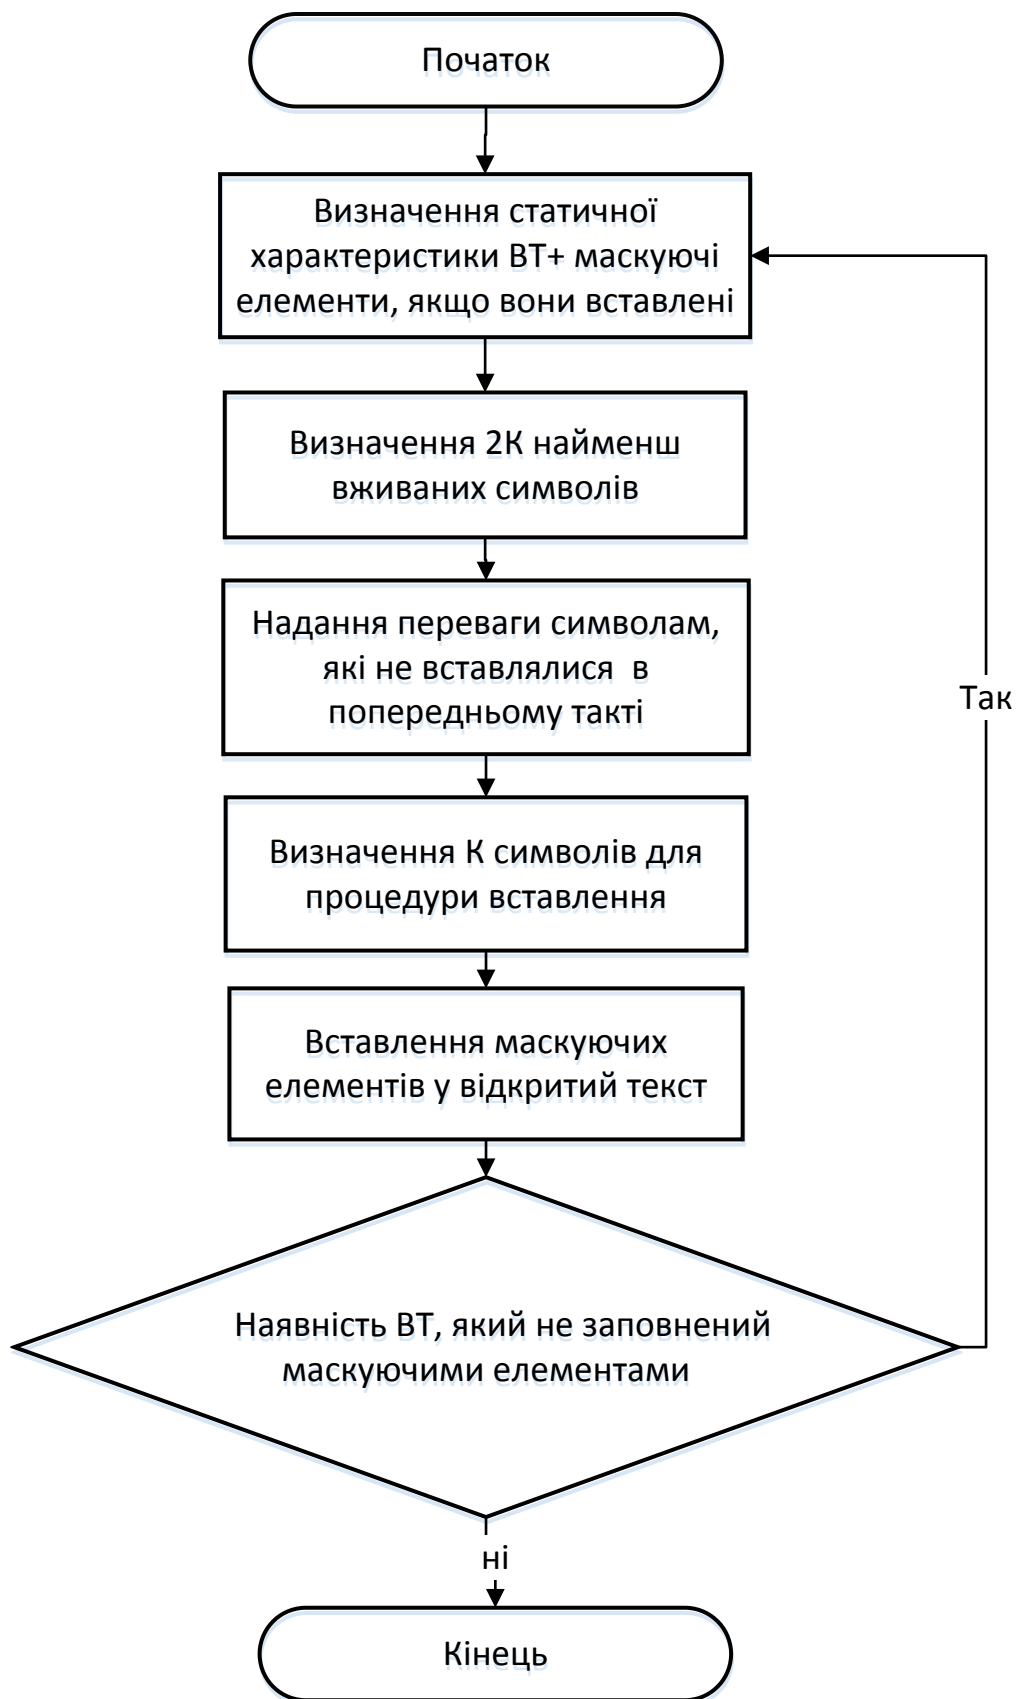 Початок
Визначення статичної
характеристики ВТ+ маскуючі
елементи, якщо вони вставлені
Визначення 2К найменш
вживаних символів
Надання переваги символам,
які не вставлялися в
попередньому такті
Так
Визначення К символів для
процедури вставлення
Вставлення маскуючих
елементів у відкритий текст
Наявність ВТ, який не заповнений
маскуючими елементами
ні
Кінець